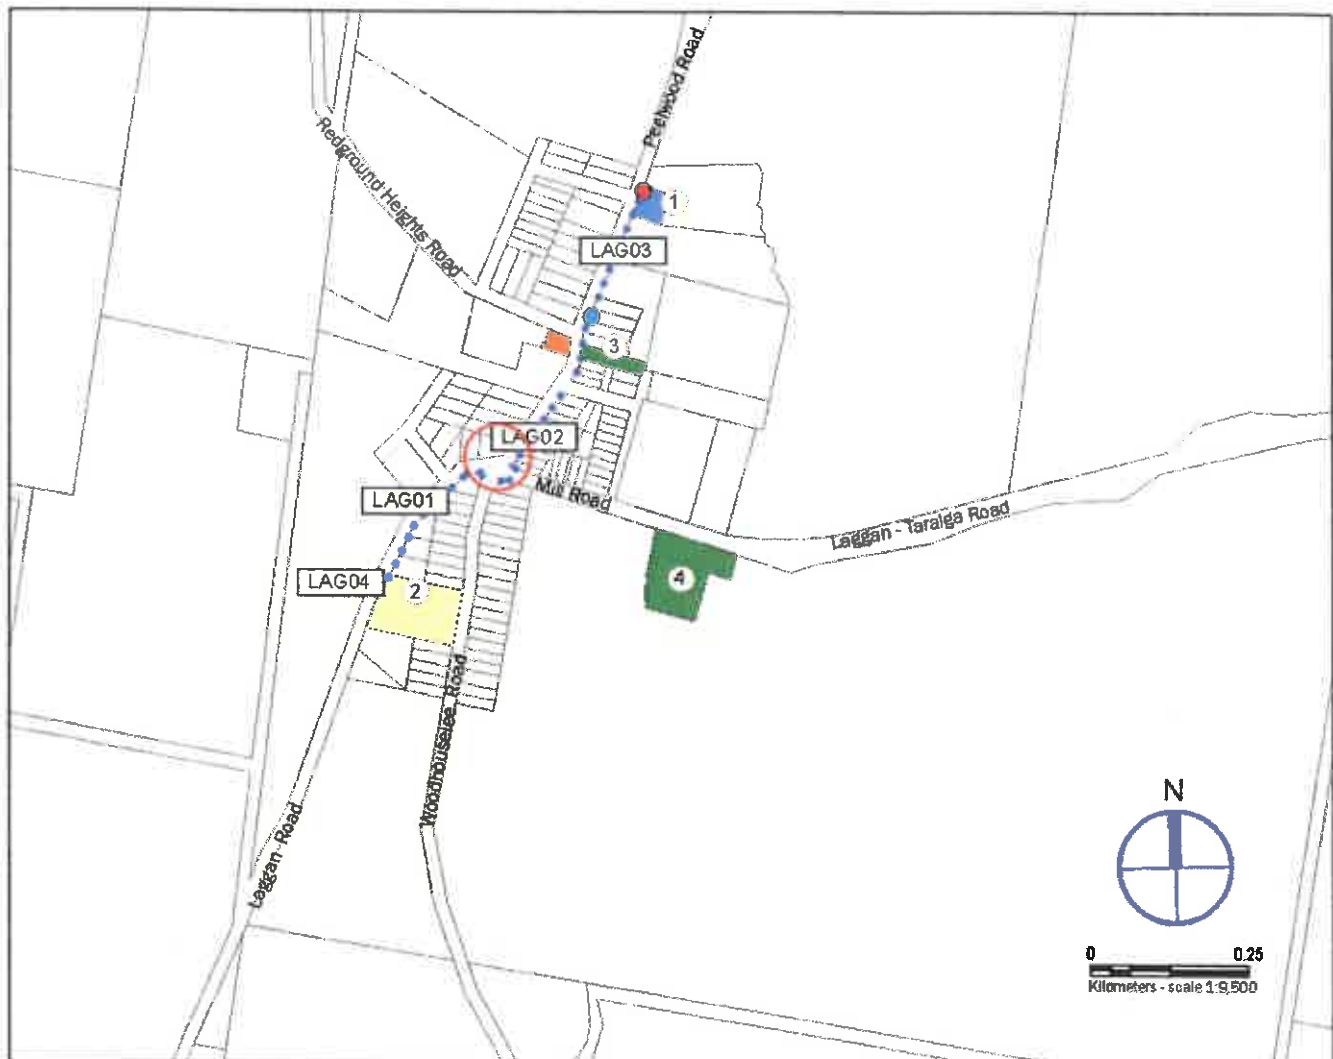 Peelwood Road
Redground Heights Road
1
LAG03
3
LAG02
LAG01
Mill Road
Laggan - Taralga Road
LAG04
2
4
Woodhouselee Road
Laggan Road
N
0 0.25
Kilometers - scale 1:9,500